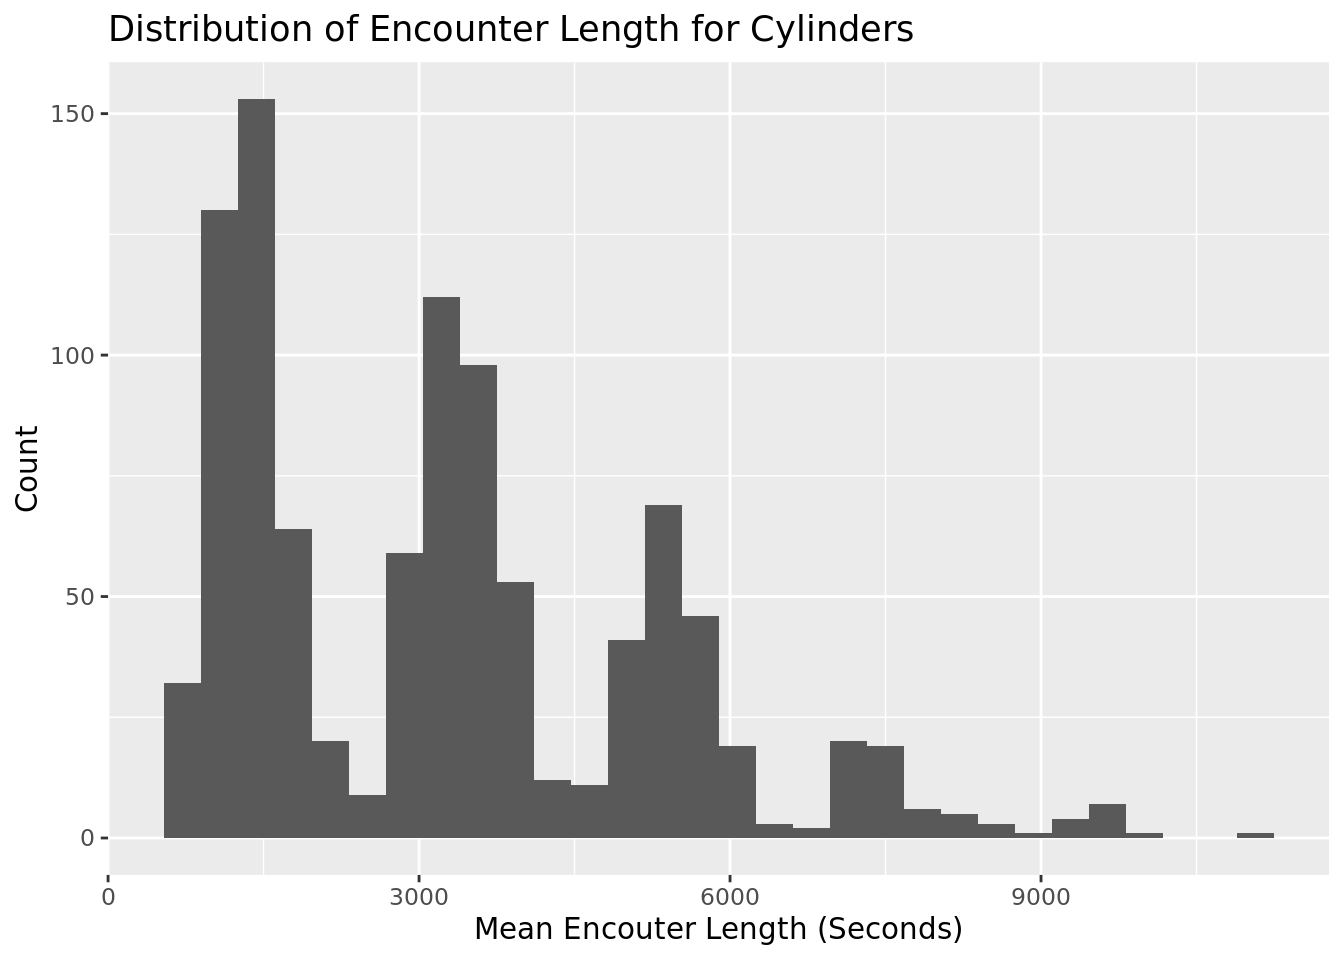 Distribution of Encounter Length for Cylinders
150
100
50
0
Count
0 3000 6000 9000
Mean Encouter Length (Seconds)